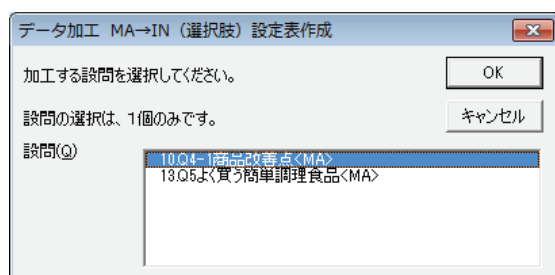 データ加工 MA→IN（選択肢）設定表作成
加工する設問を選択してください。
OK
設問の選択は、1個のみです。
キャンセル
設問(Q)
10.Q4-1商品改善点<MA>
13.Q5よく買う簡単調理食品<MA>